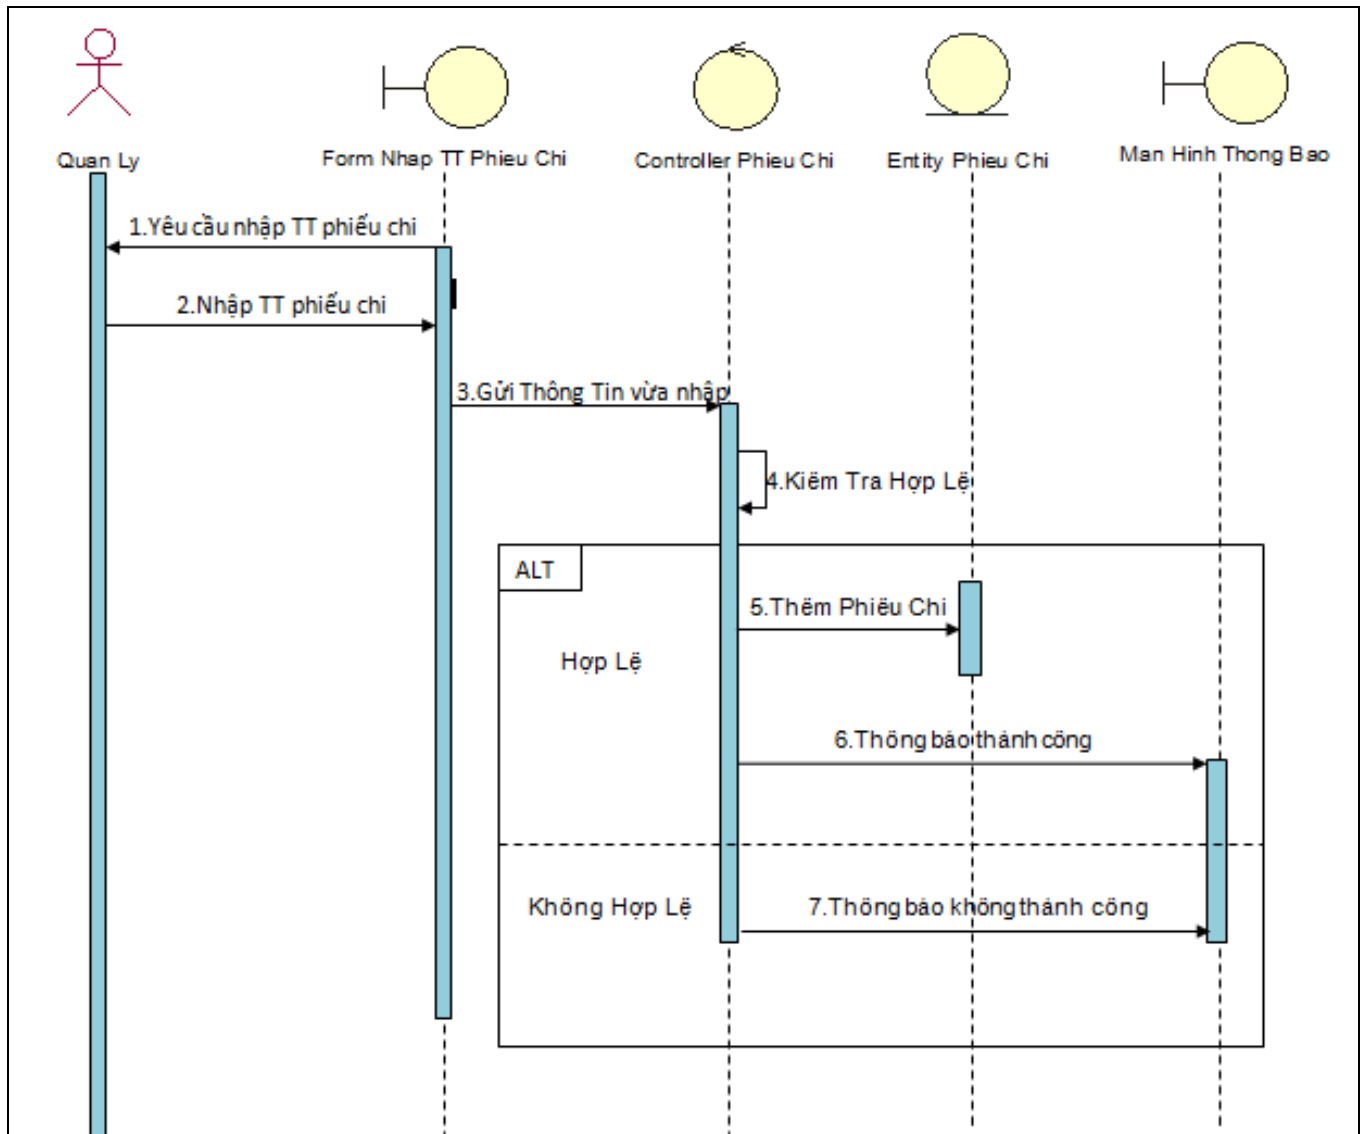 Quan Ly
Form Nhap TT Phieu Chi
Controller Phieu Chi
Entity Phieu Chi
Man Hinh Thong Bao
1.Yêu cầu nhập TT phiếu chi
2.Nhập TT phiếu chi
3.Gửi Thông Tin vừa nhập
4.Kiêm Tra Hợp Lệ
ALT
5.Thêm Phiêu Chi
Hợp Lệ
6.Thông báo thành công
Không Hợp Lệ
7.Thông báo không thành công